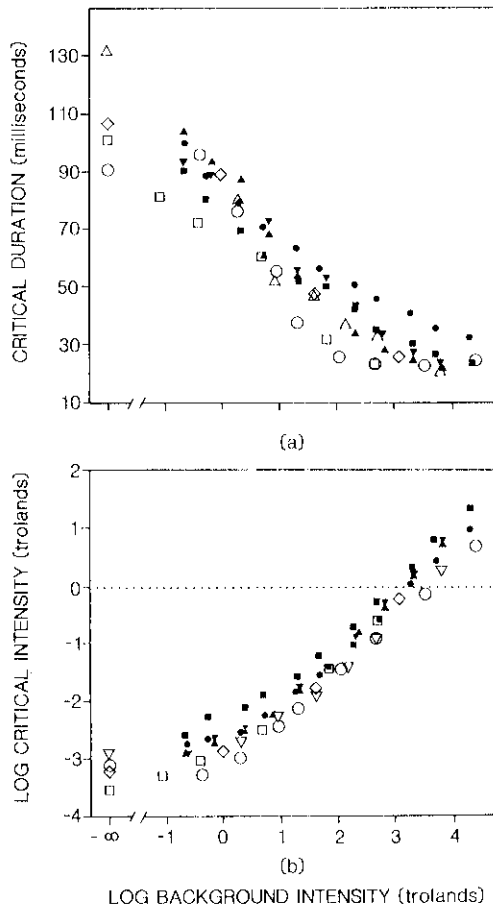 CRITICAL DURATION (milliseconds)
130
110
90
70
50
30
10
(a)
LOG CRITICAL INTENSITY (trolands)
2
1
0
-1
-2
-3
-4
-∞ -1 0 1 2 3 4
(b)
LOG BACKGROUND INTENSITY (trolands)